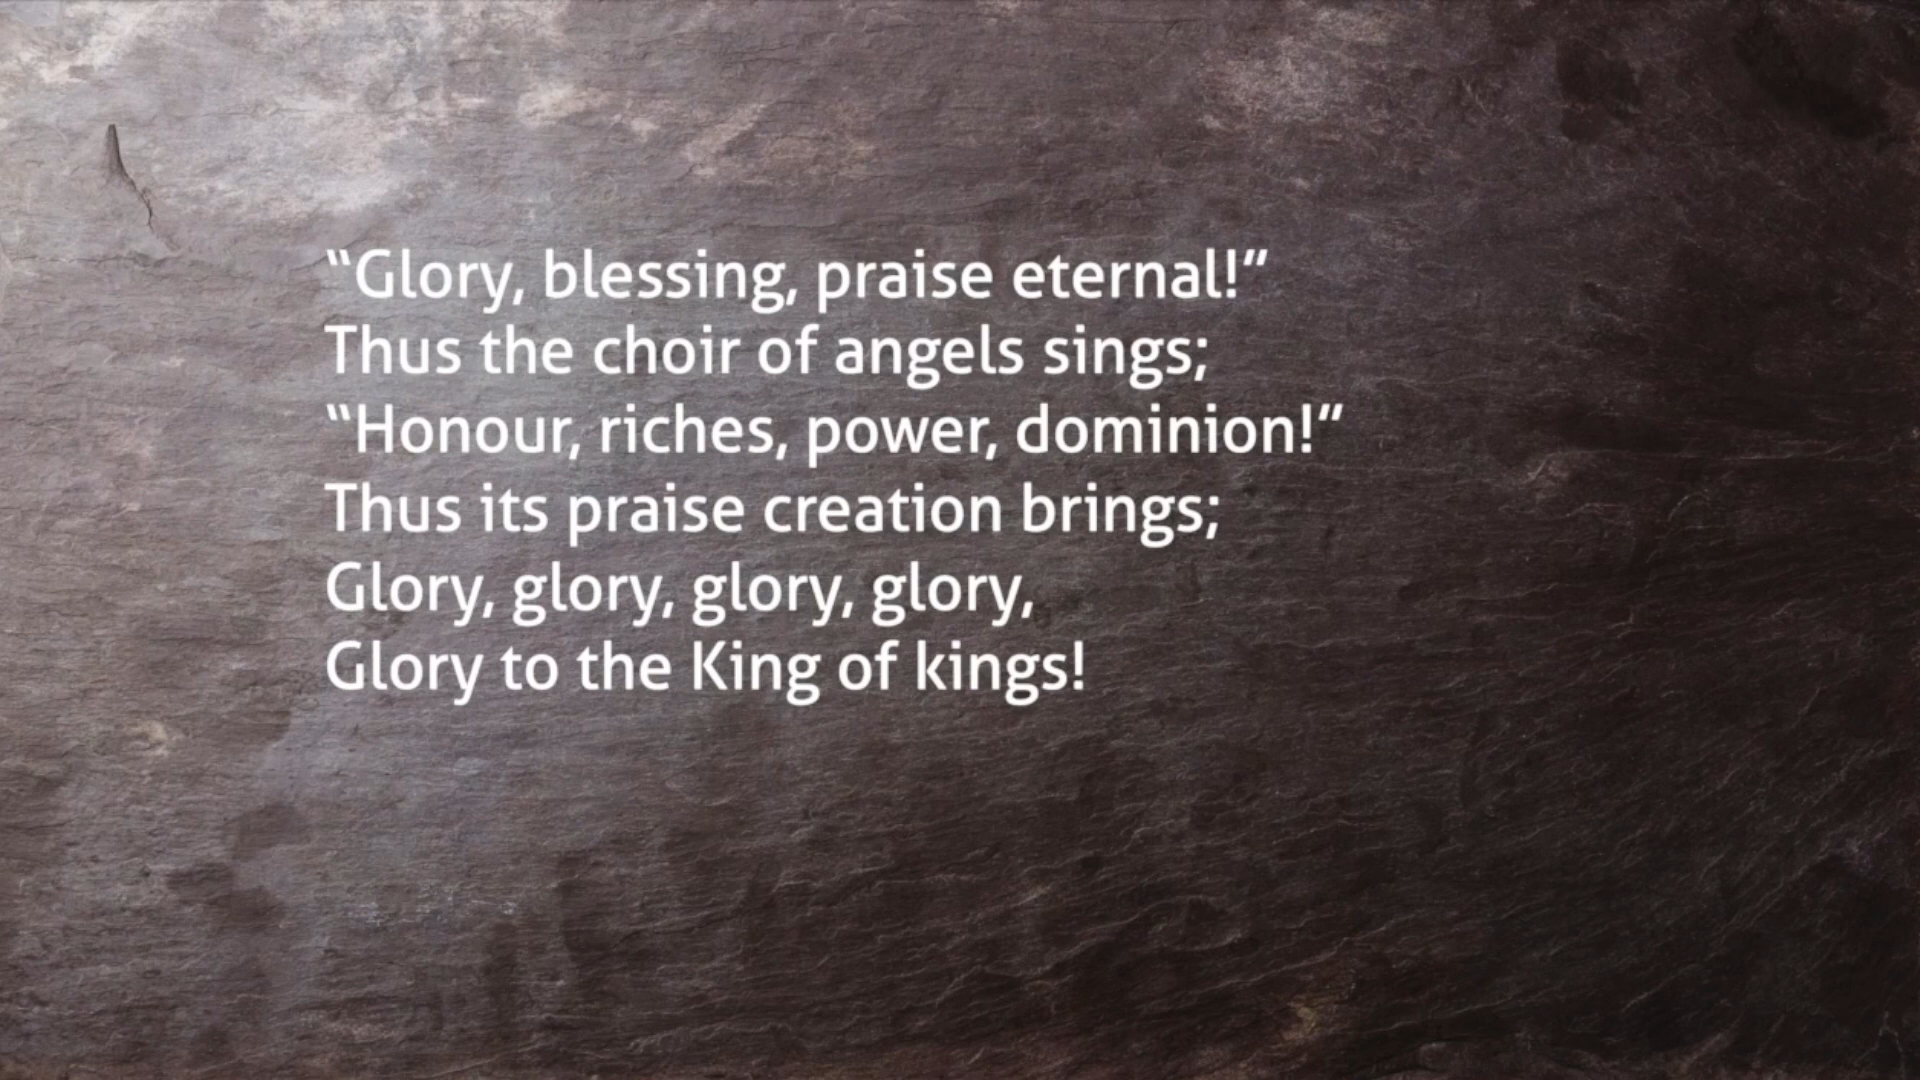 “Glory, blessing, praise eternal!”
Thus the choir of angels sings;
“Honour, riches, power, dominion!”
Thus its praise creation brings;
Glory, glory, glory, glory,
Glory to the King of kings!